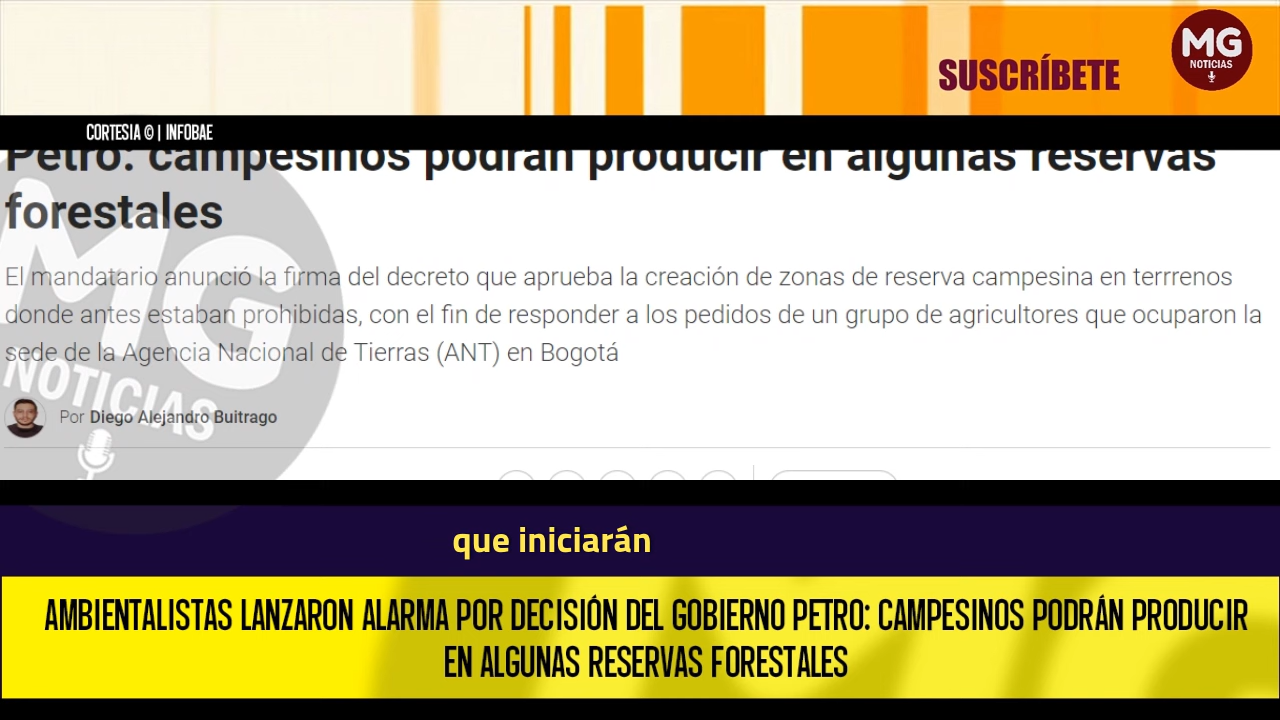 SUSCRÍBETE
MG
NOTICIAS
CORTESIA © | INFOBAE
Petro: campesinos podrán producir en algunas reservas
forestales
El mandatario anunció la firma del decreto que aprueba la creación de zonas de reserva campesina en terrrenos
donde antes estaban prohibidas, con el fin de responder a los pedidos de un grupo de agricultores que ocuparon la
sede de la Agencia Nacional de Tierras (ANT) en Bogotá
MG
NOTICIAS
Por Diego Alejandro Buitrago
que iniciarán
AMBIENTALISTAS LANZARON ALARMA POR DECISIÓN DEL GOBIERNO PETRO: CAMPESINOS PODRÁN PRODUCIR
EN ALGUNAS RESERVAS FORESTALES